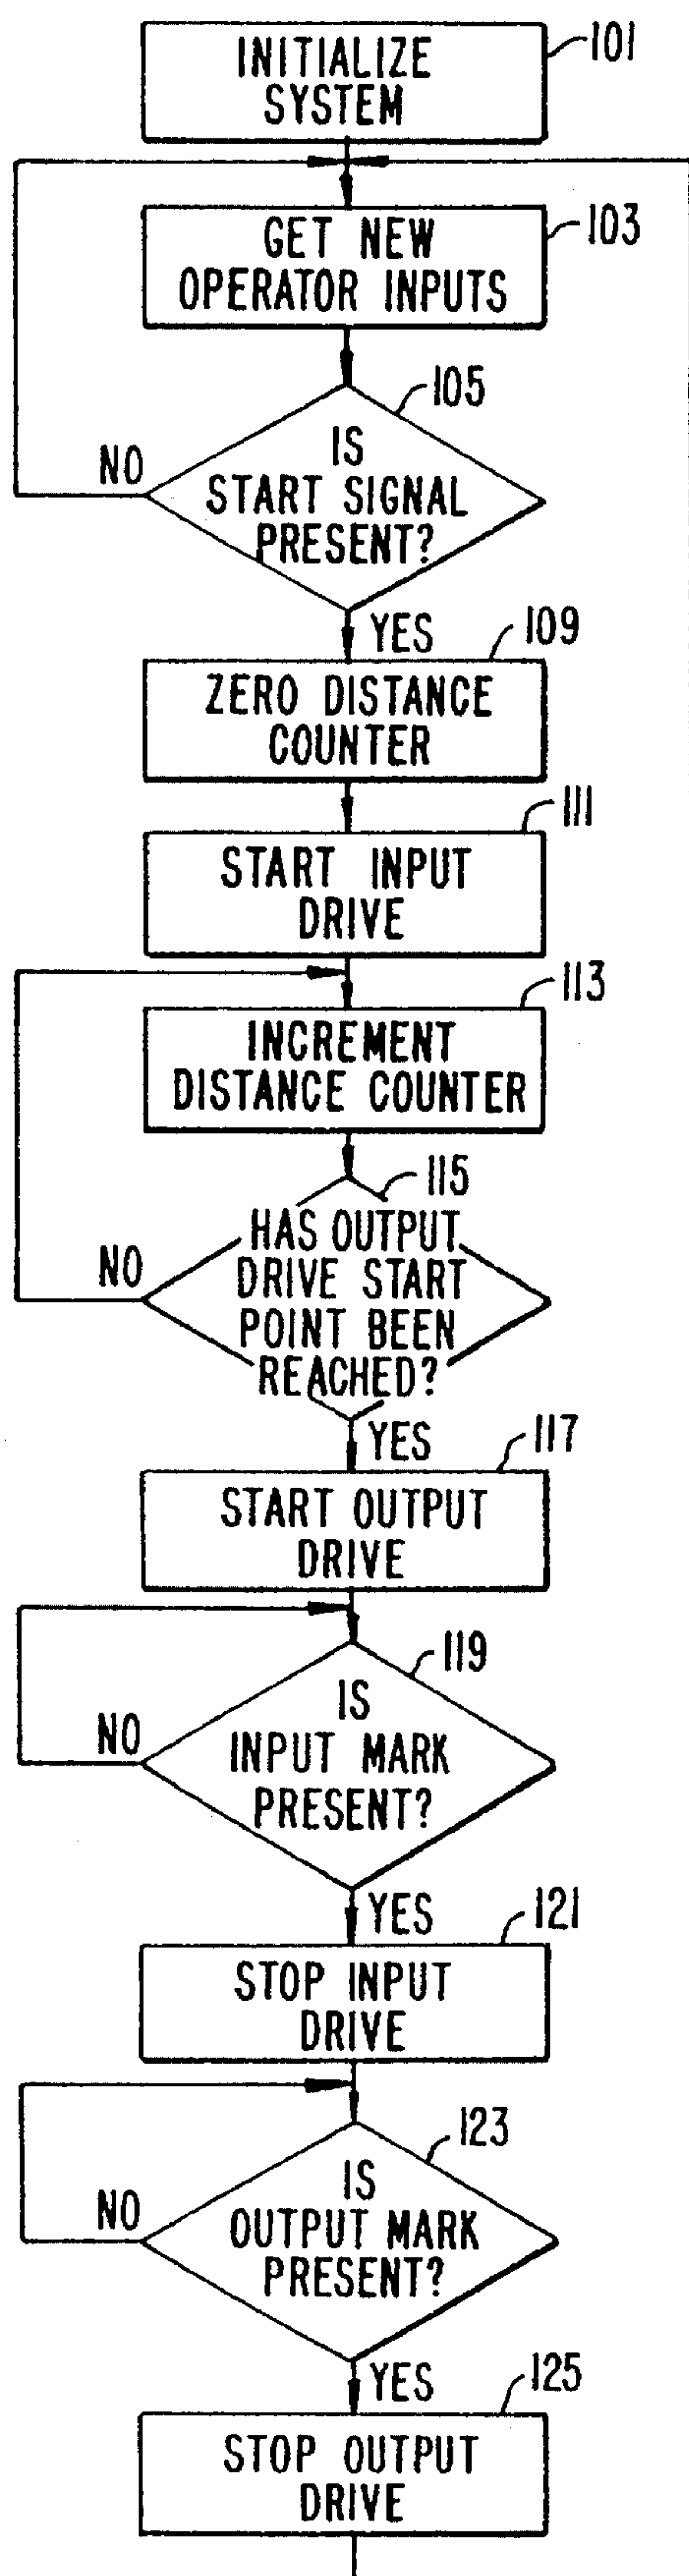 INITIALIZE
SYSTEM
101
GET NEW
OPERATOR INPUTS
103
105
IS
START SIGNAL
PRESENT?
NO
YES
109
ZERO DISTANCE
COUNTER
111
START INPUT
DRIVE
113
INCREMENT
DISTANCE COUNTER
115
HAS OUTPUT
DRIVE START
POINT BEEN
REACHED?
NO
YES
117
START OUTPUT
DRIVE
119
IS
INPUT MARK
PRESENT?
NO
YES
121
STOP INPUT
DRIVE
123
IS
OUTPUT MARK
PRESENT?
NO
YES
125
STOP OUTPUT
DRIVE